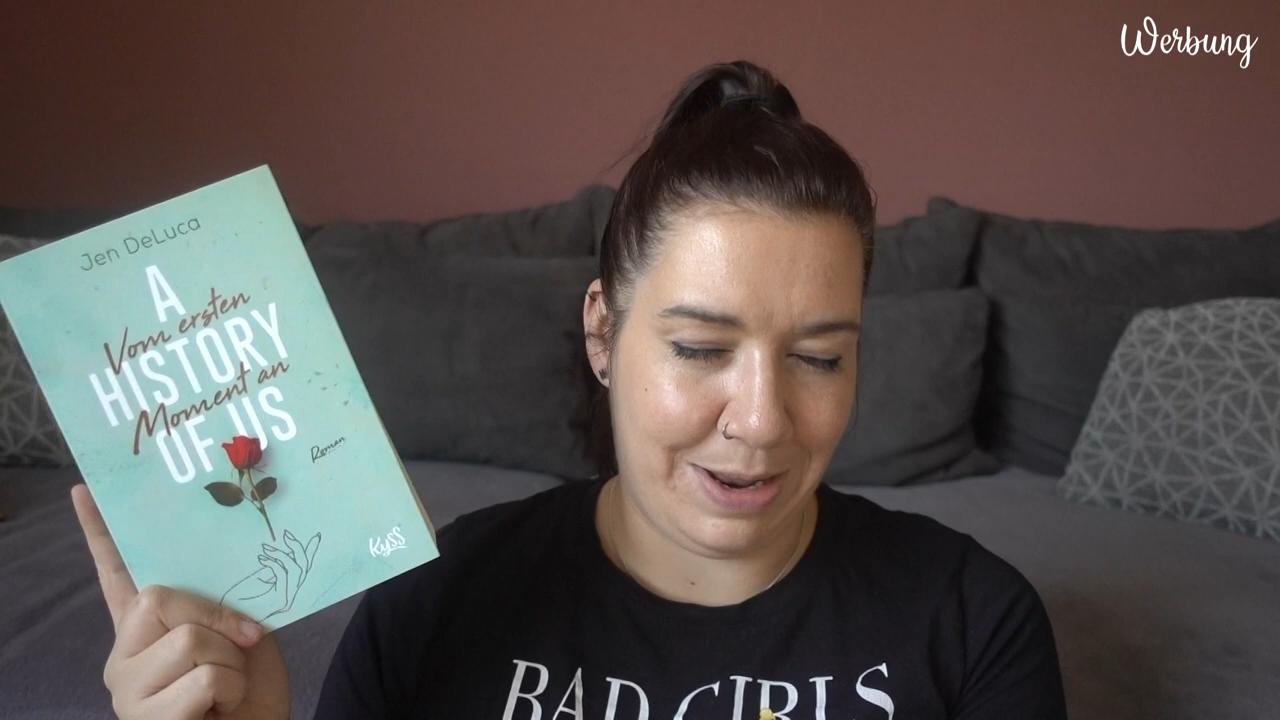 Werbung
Jen DeLuca
A
Vom ersten
HISTORY
Moment an
OF US
Roman
KySS
BAD GIRLS